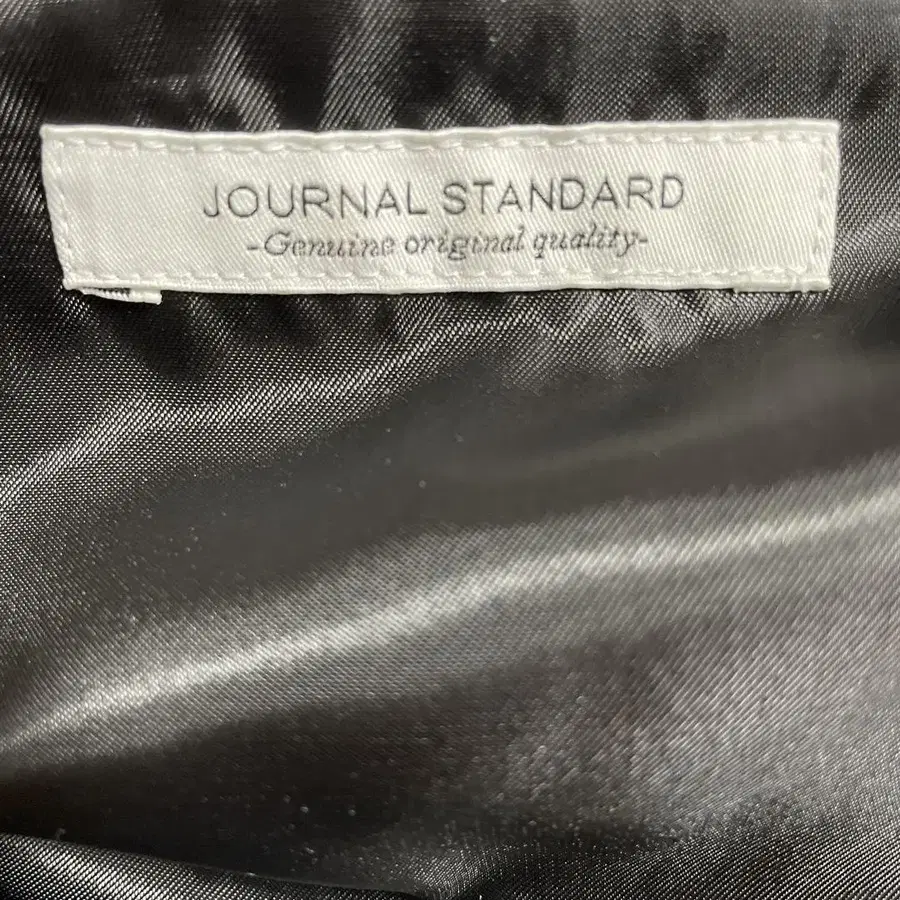 JOURNAL STANDARD
-Genuine original quality-